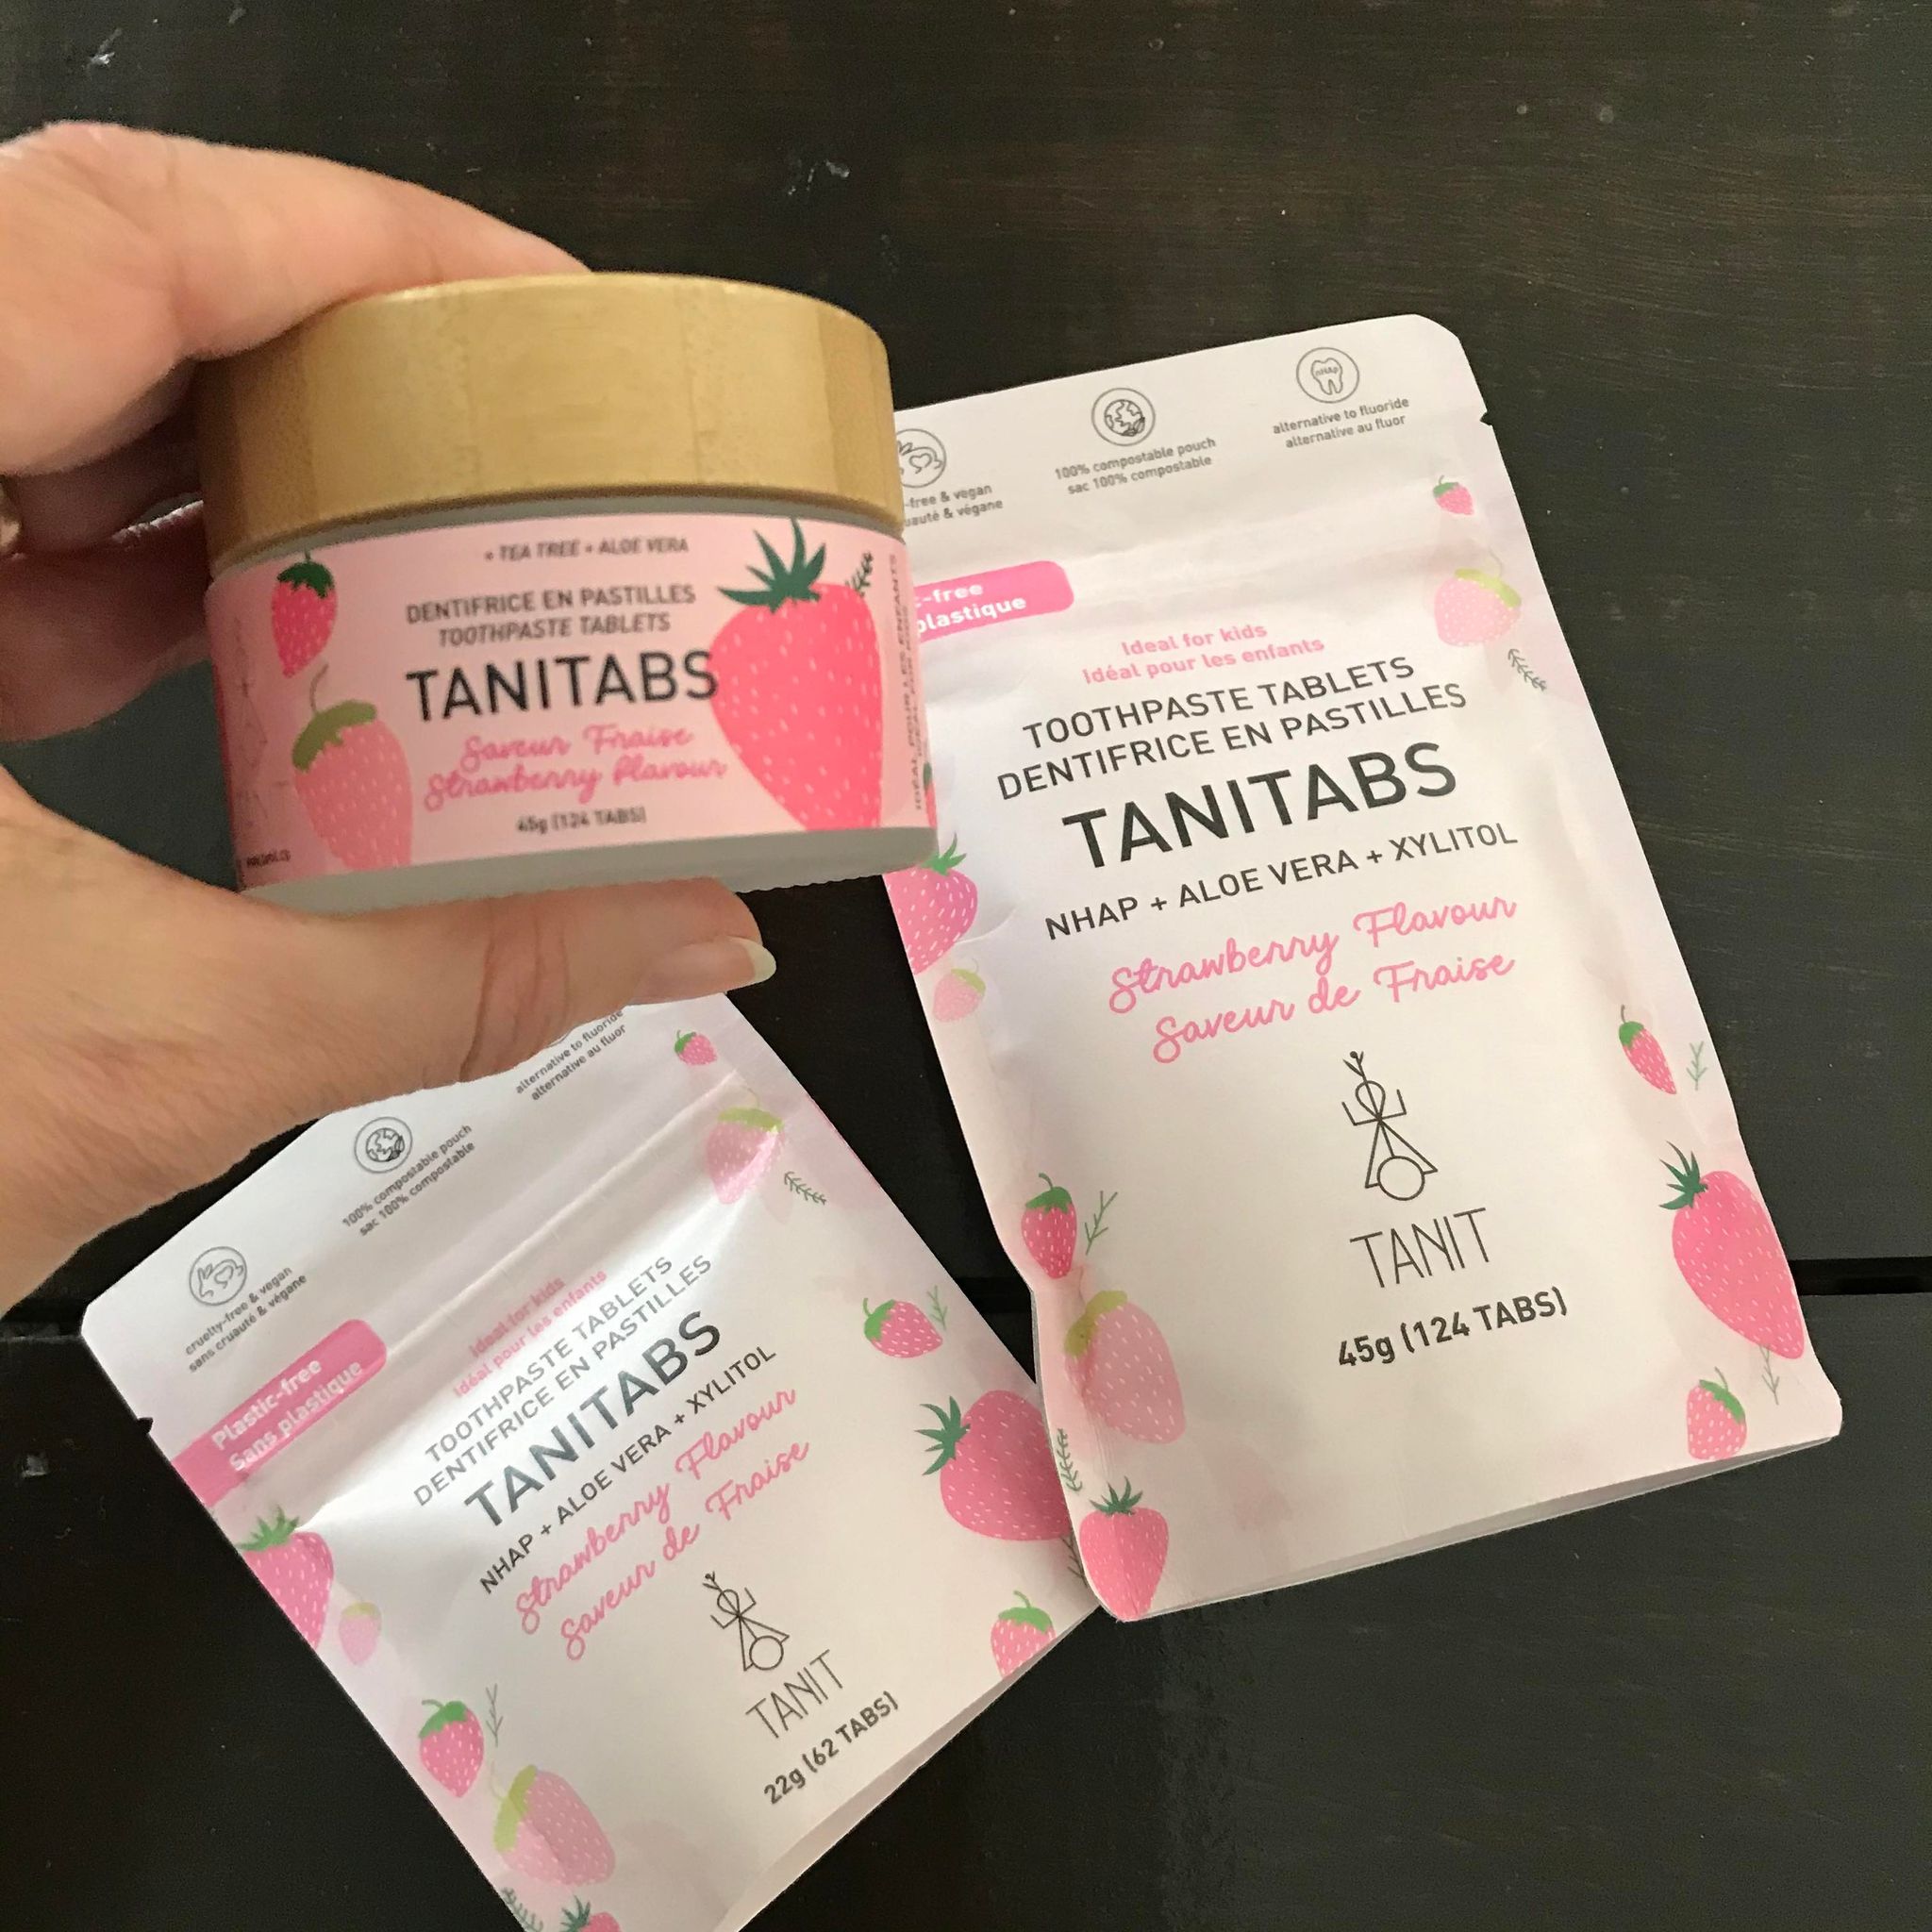 + TEA TREE + ALOE VERA
DENTIFRICE EN PASTILLES
TOOTHPASTE TABLETS
TANITABS
Saveur Fraise
Strawberry flavour
45g (124 TABS)
-free & vegan
100% compostable pouch
sac 100% compostable
nHAp
alternative to fluoride
alternative au fluor
-free
plastique
Ideal for kids
Idéal pour les enfants
TOOTHPASTE TABLETS
DENTIFRICE EN PASTILLES
TANITABS
NHAP + ALOE VERA + XYLITOL
Strawberry Flavour
Saveur de Fraise
TANIT
45g (124 TABS)
cruelty-free & vegan
sans cruauté & végane
100% compostable pouch
sac 100% compostable
alternative to fluoride
alternative au fluor
Plastic-free
Sans plastique
Ideal for kids
Idéal pour les enfants
TOOTHPASTE TABLETS
DENTIFRICE EN PASTILLES
TANITABS
NHAP + ALOE VERA + XYLITOL
Strawberry Flavour
Saveur de Fraise
TANIT
22g (62 TABS)